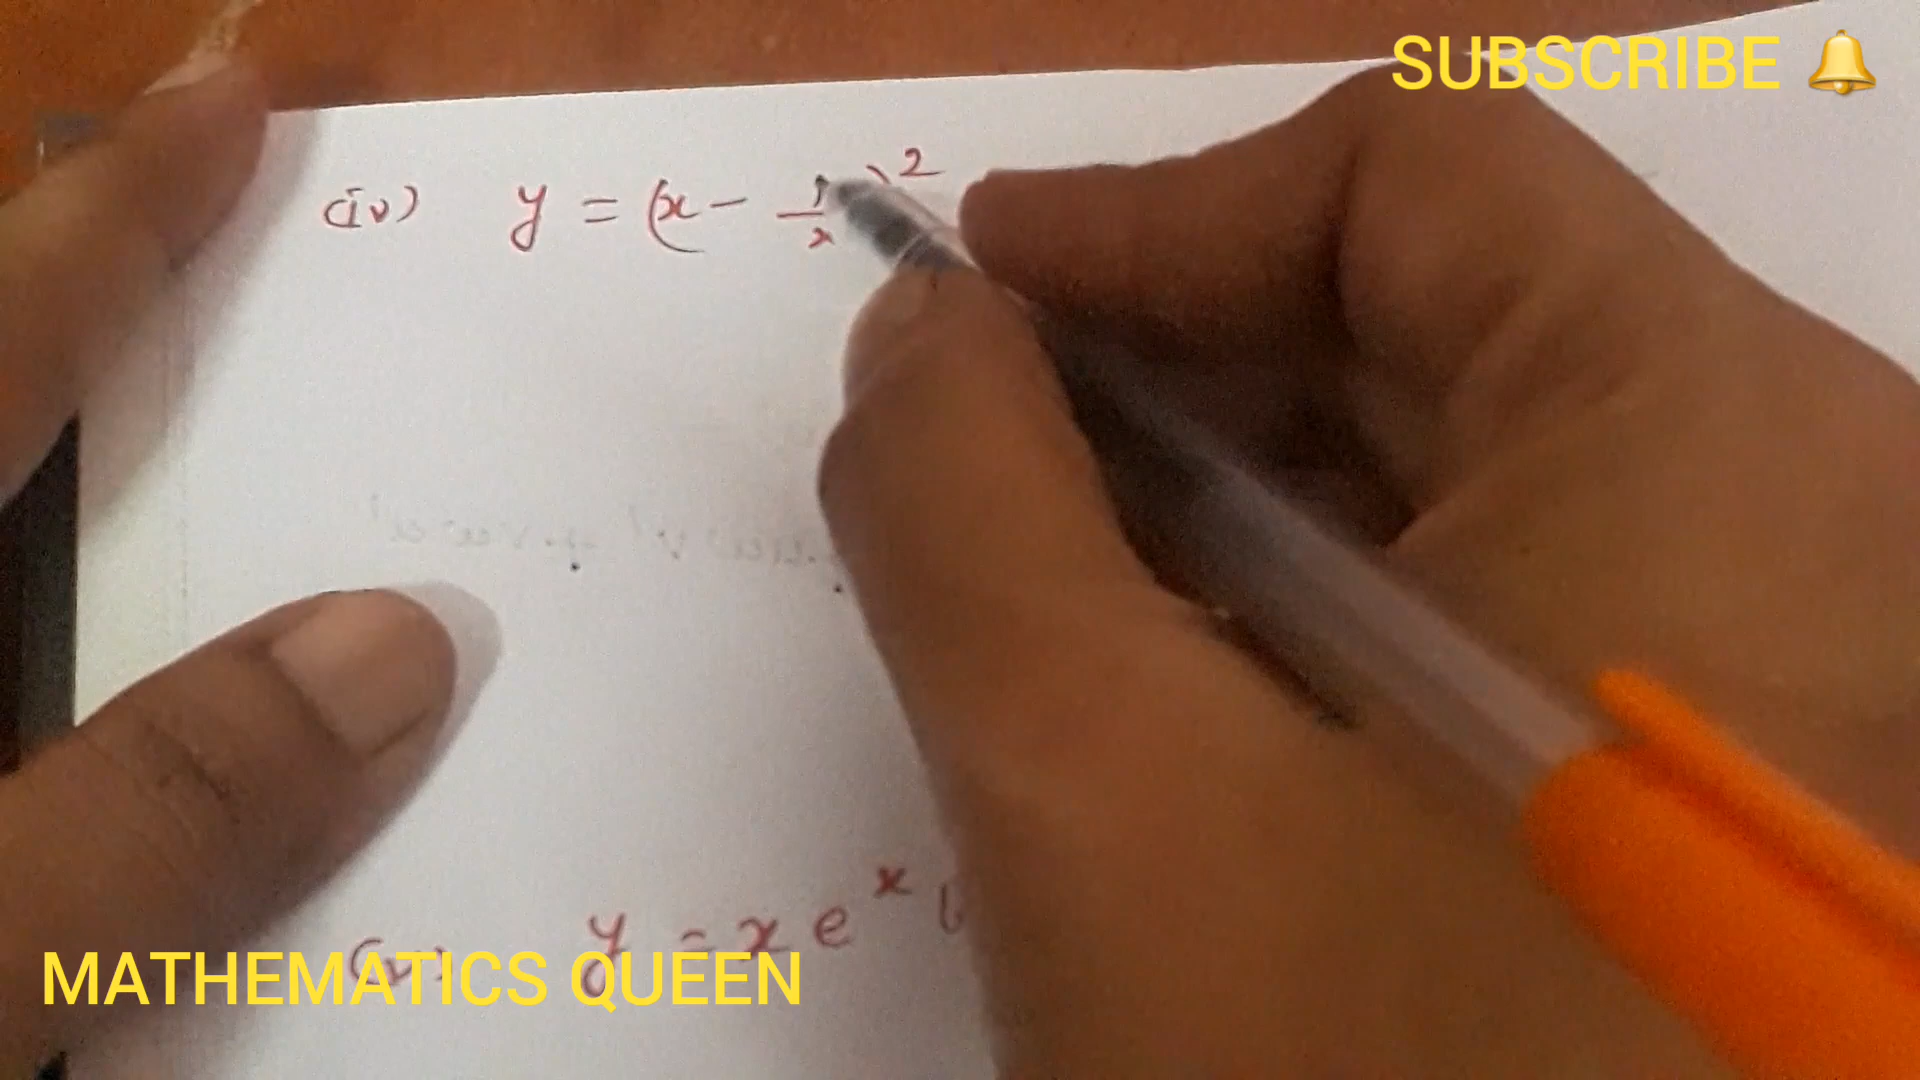 SUBSCRIBE 🔔
(iv) y = (x - 1/x)²
(v) y = x e^x
MATHEMATICS QUEEN